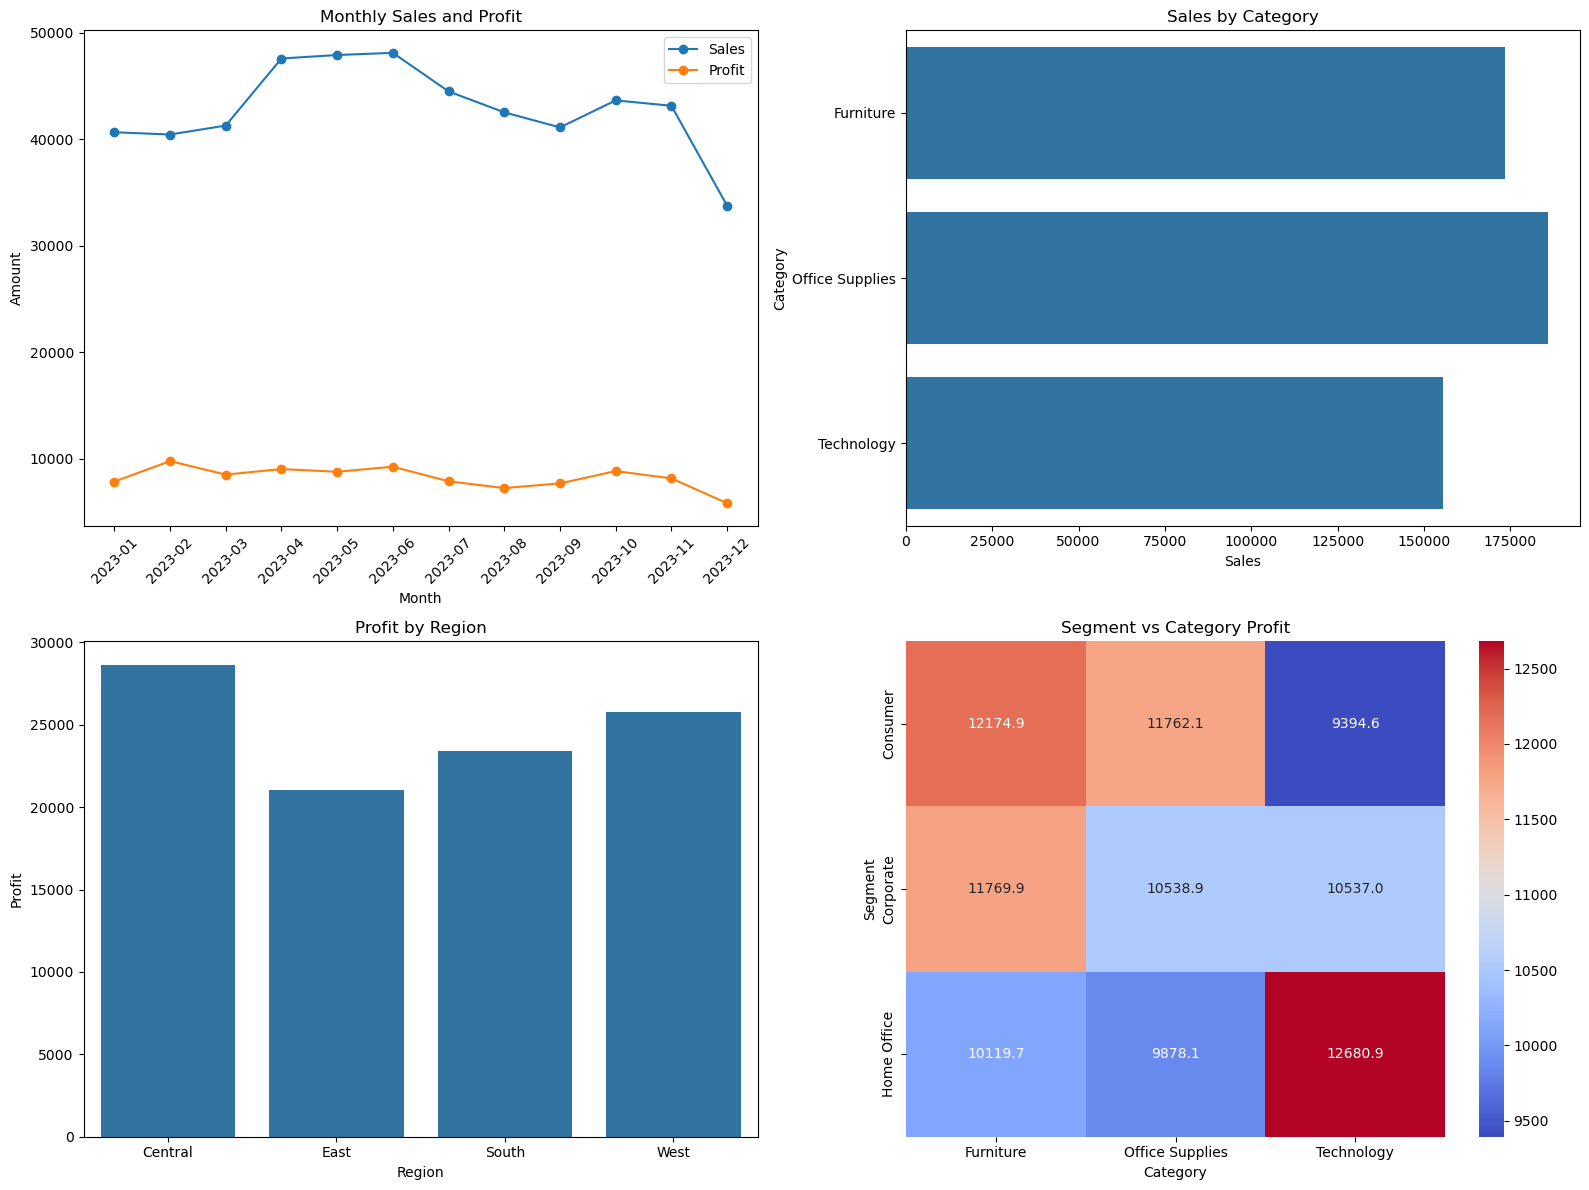 Monthly Sales and Profit
50000
40000
30000
20000
10000
Amount
Sales
Profit
2023-01
2023-02
2023-03
2023-04
2023-05
2023-06
2023-07
2023-08
2023-09
2023-10
2023-11
2023-12
Month
Sales by Category
Category
Furniture
Office Supplies
Technology
0 25000 50000 75000 100000 125000 150000 175000
Sales
Profit by Region
30000
25000
20000
15000
10000
5000
0
Profit
Central East South West
Region
Segment vs Category Profit
Segment
Consumer
Corporate
Home Office
12174.9 11762.1 9394.6
11769.9 10538.9 10537.0
10119.7 9878.1 12680.9
Furniture Office Supplies Technology
Category
12500
12000
11500
11000
10500
10000
9500